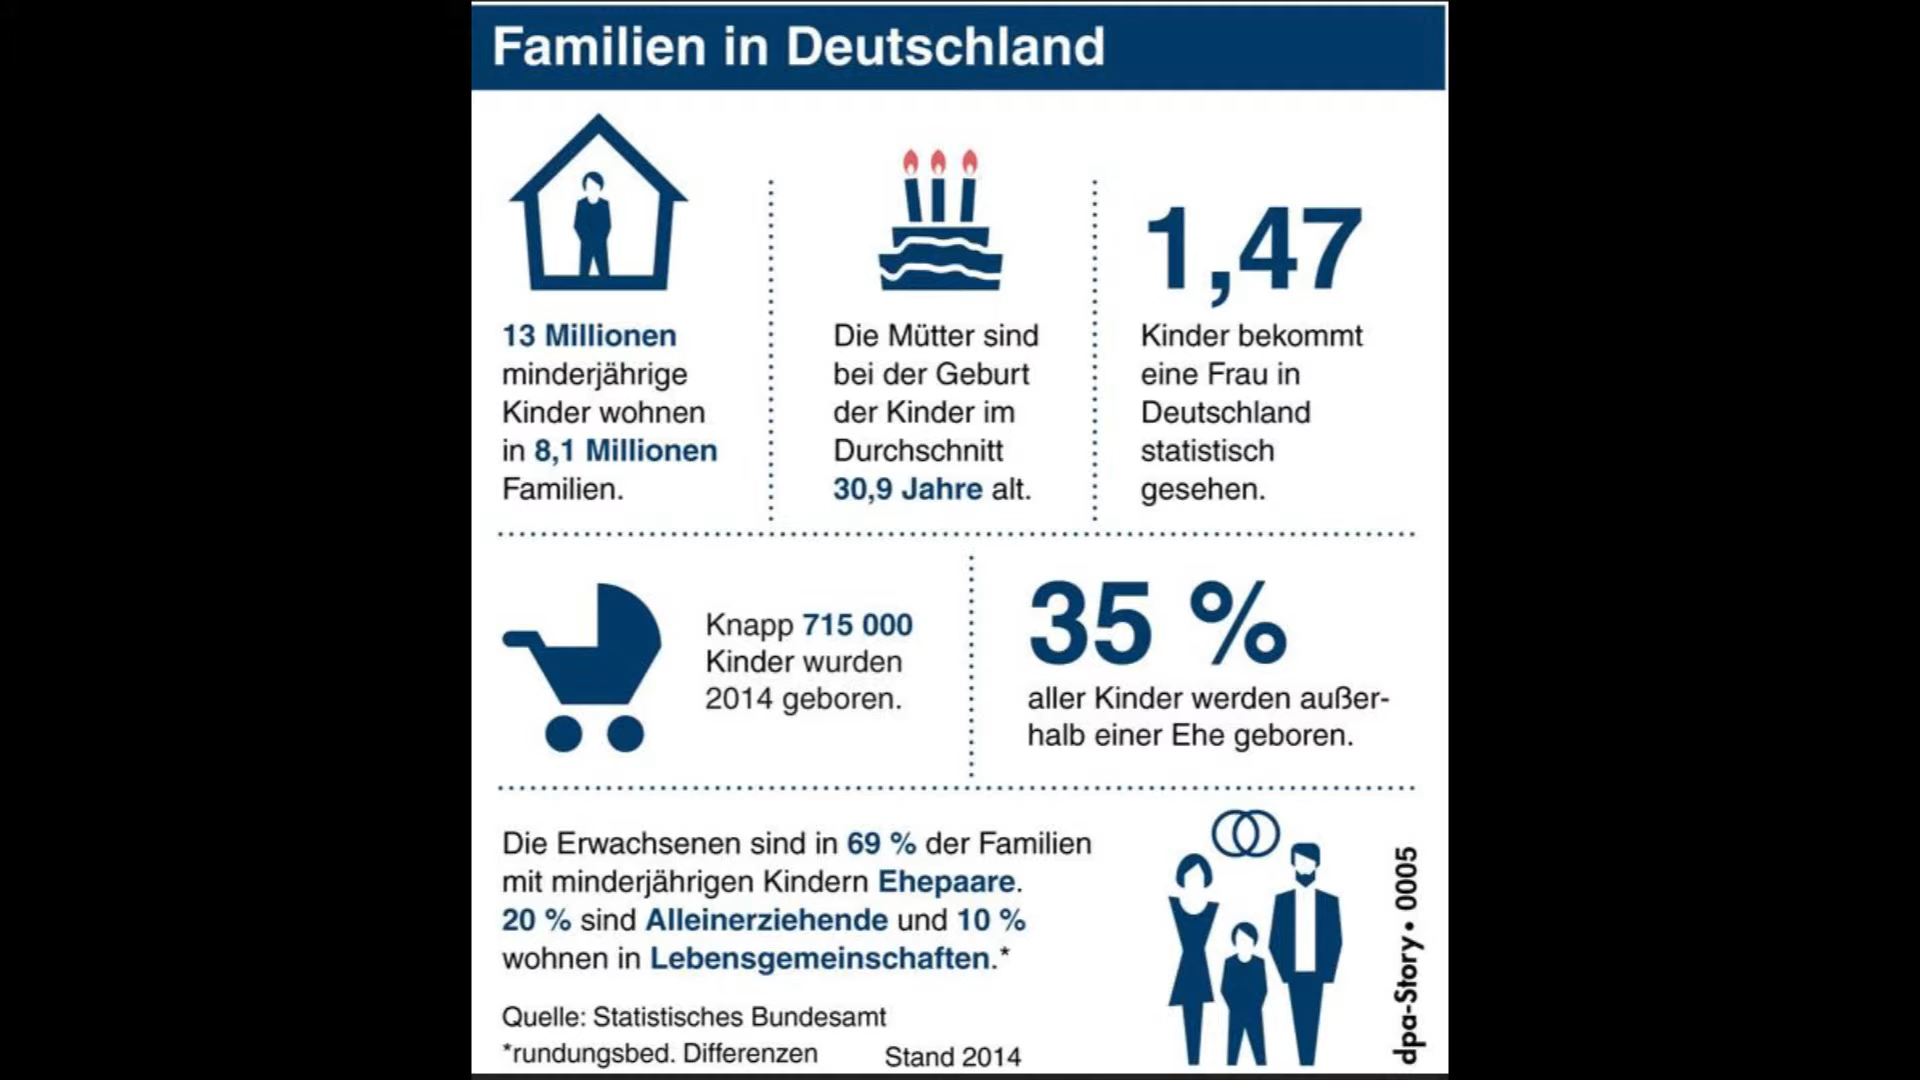 Familien in Deutschland
13 Millionen
minderjährige
Kinder wohnen
in 8,1 Millionen
Familien.
Die Mütter sind
bei der Geburt
der Kinder im
Durchschnitt
30,9 Jahre alt.
1,47
Kinder bekommt
eine Frau in
Deutschland
statistisch
gesehen.
Knapp 715 000
Kinder wurden
2014 geboren.
35 %
aller Kinder werden außer-
halb einer Ehe geboren.
Die Erwachsenen sind in 69 % der Familien
mit minderjährigen Kindern Ehepaare.
20 % sind Alleinerziehende und 10 %
wohnen in Lebensgemeinschaften.*
Quelle: Statistisches Bundesamt
*rundungsbed. Differenzen Stand 2014
dpa-Story • 0005